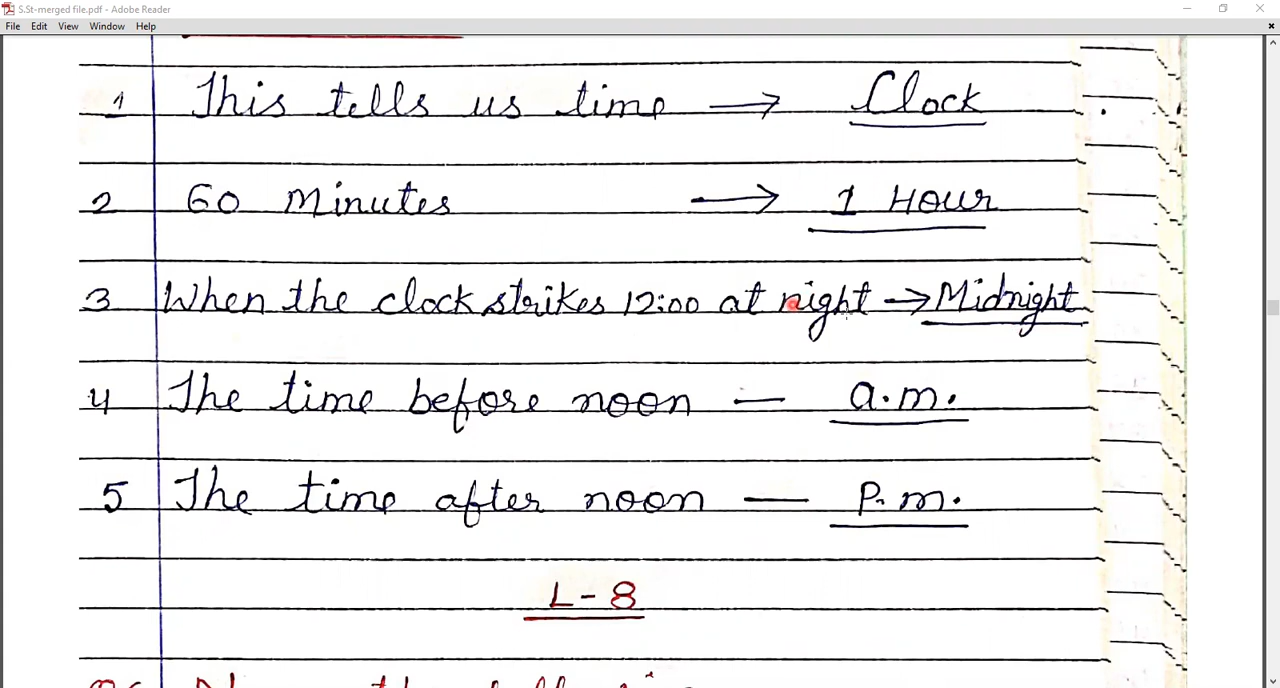 S.St-merged file.pdf - Adobe Reader
File Edit View Window Help
1 This tells us time → Clock
2 60 Minutes → 1 Hour
3 When the clock strikes 12:00 at night → Midnight
4 The time before noon — a.m.
5 The time after noon — P.m.
L-8